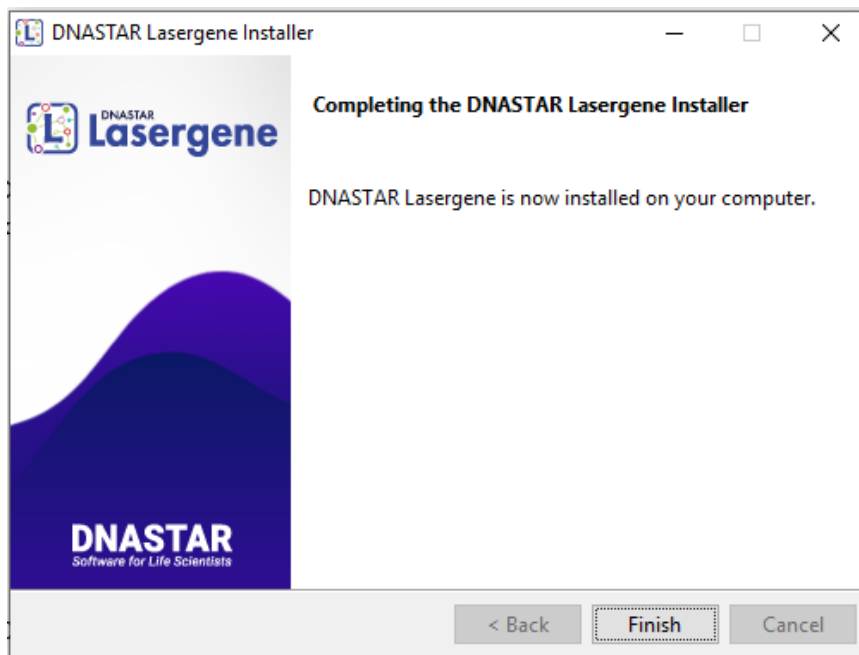 DNASTAR Lasergene Installer
DNASTAR
Lasergene
Completing the DNASTAR Lasergene Installer
DNASTAR Lasergene is now installed on your computer.
DNASTAR
Software for Life Scientists
< Back
Finish
Cancel